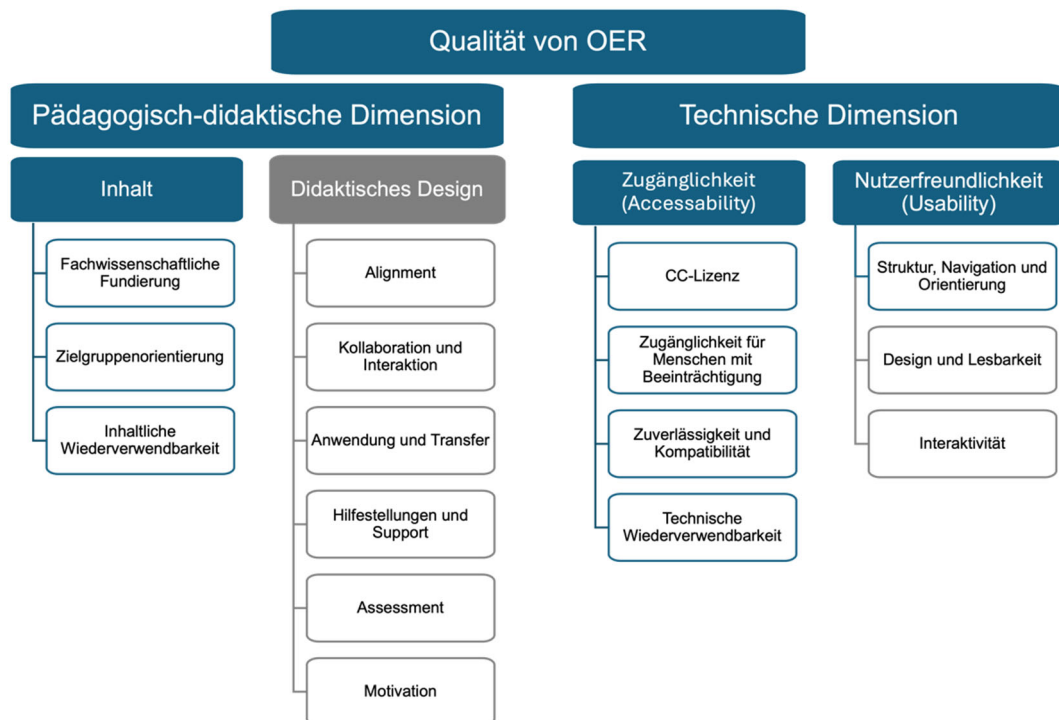 Qualität von OER
Pädagogisch-didaktische Dimension
Technische Dimension
Inhalt
Didaktisches Design
Zugänglichkeit
(Accessability)
Nutzerfreundlichkeit
(Usability)
Fachwissenschaftliche
Fundierung
Zielgruppenorientierung
Inhaltliche
Wiederverwendbarkeit
Alignment
Kollaboration und
Interaktion
Anwendung und Transfer
Hilfestellungen und
Support
Assessment
Motivation
CC-Lizenz
Zugänglichkeit für
Menschen mit
Beeinträchtigung
Zuverlässigkeit und
Kompatibilität
Technische
Wiederverwendbarkeit
Struktur, Navigation und
Orientierung
Design und Lesbarkeit
Interaktivität